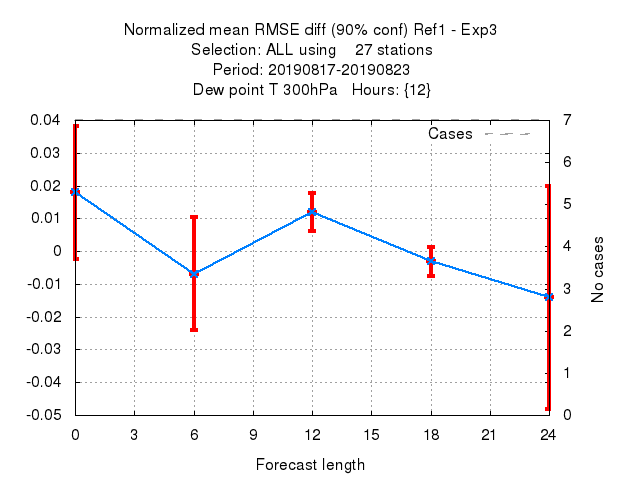 Normalized mean RMSE diff (90% conf) Ref1 - Exp3
Selection: ALL using 27 stations
Period: 20190817-20190823
Dew point T 300hPa Hours: {12}
Cases
0.04
0.03
0.02
0.01
0
-0.01
-0.02
-0.03
-0.04
-0.05
7
6
5
4
3
2
1
0
No cases
0 3 6 9 12 15 18 21 24
Forecast length